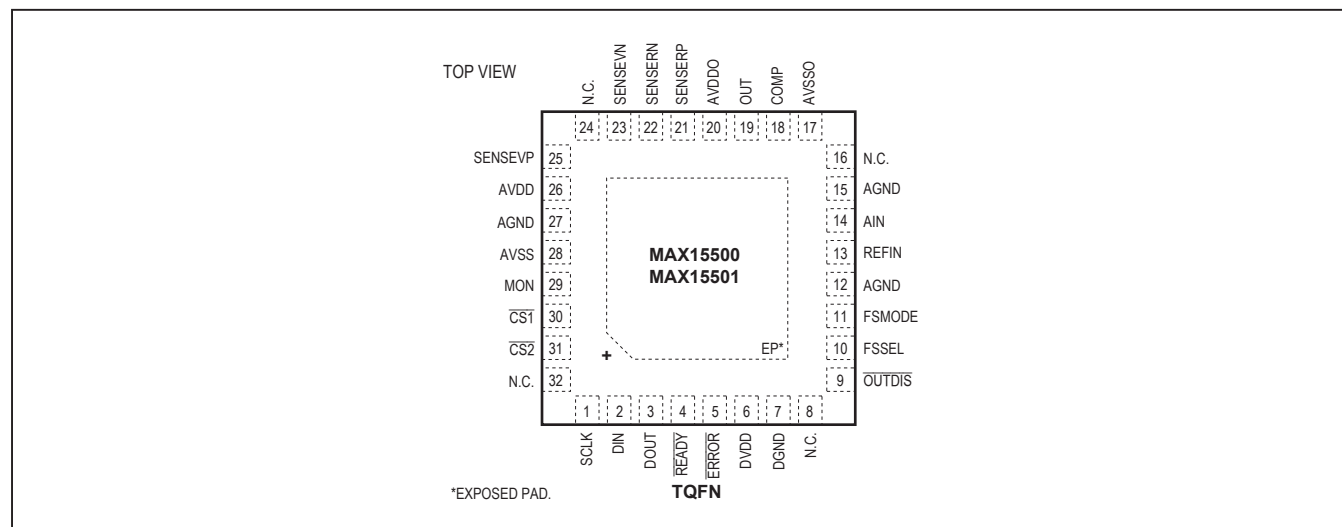 TOP VIEW
N.C.
SENSEVN
SENSERN
SENSERP
AVDDO
OUT
COMP
AVSSO
24 23 22 21 20 19 18 17
SENSEVP 25
AVDD 26
AGND 27
AVSS 28
MON 29
CS1 30
CS2 31
N.C. 32
MAX15500
MAX15501
EP*
+
16 N.C.
15 AGND
14 AIN
13 REFIN
12 AGND
11 FSMODE
10 FSSEL
9 OUTDIS
1 2 3 4 5 6 7 8
SCLK
DIN
DOUT
READY
ERROR
DVDD
DGND
N.C.
*EXPOSED PAD.
TQFN